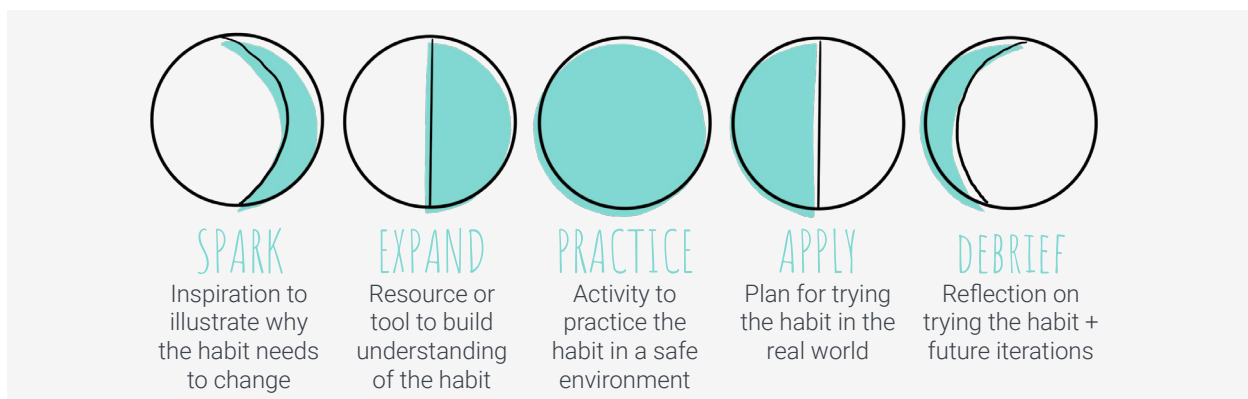 SPARK
Inspiration to
illustrate why
the habit needs
to change
EXPAND
Resource or
tool to build
understanding
of the habit
PRACTICE
Activity to
practice the
habit in a safe
environment
APPLY
Plan for trying
the habit in the
real world
DEBRIEF
Reflection on
trying the habit +
future iterations